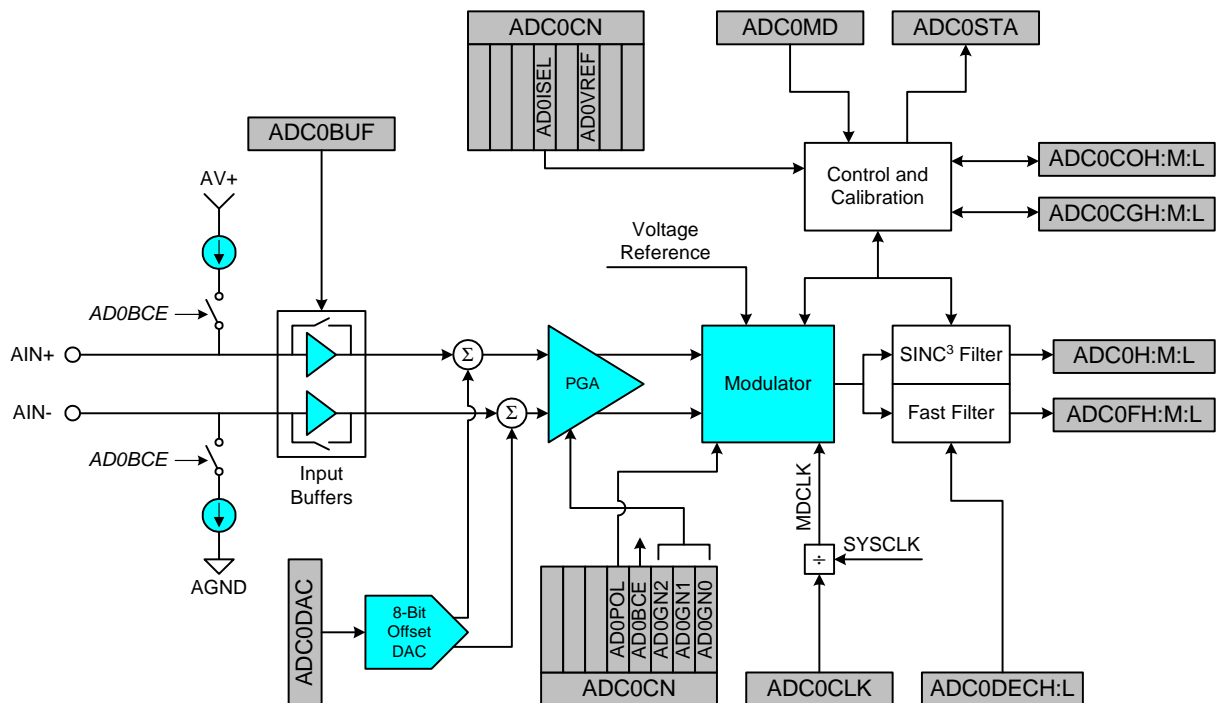 ADC0CN
AD0ISEL
AD0VREF
ADC0MD
ADC0STA
ADC0BUF
AV+
Control and
Calibration
ADC0COH:M:L
ADC0CGH:M:L
Voltage
Reference
AD0BCE
AIN+
Σ
PGA
Modulator
SINC³ Filter
ADC0H:M:L
AIN-
Σ
Fast Filter
ADC0FH:M:L
AD0BCE
Input
Buffers
AGND
MDCLK
÷
SYSCLK
ADC0DAC
8-Bit
Offset
DAC
AD0POL
AD0BCE
AD0GN2
AD0GN1
AD0GN0
ADC0CN
ADC0CLK
ADC0DECH:L